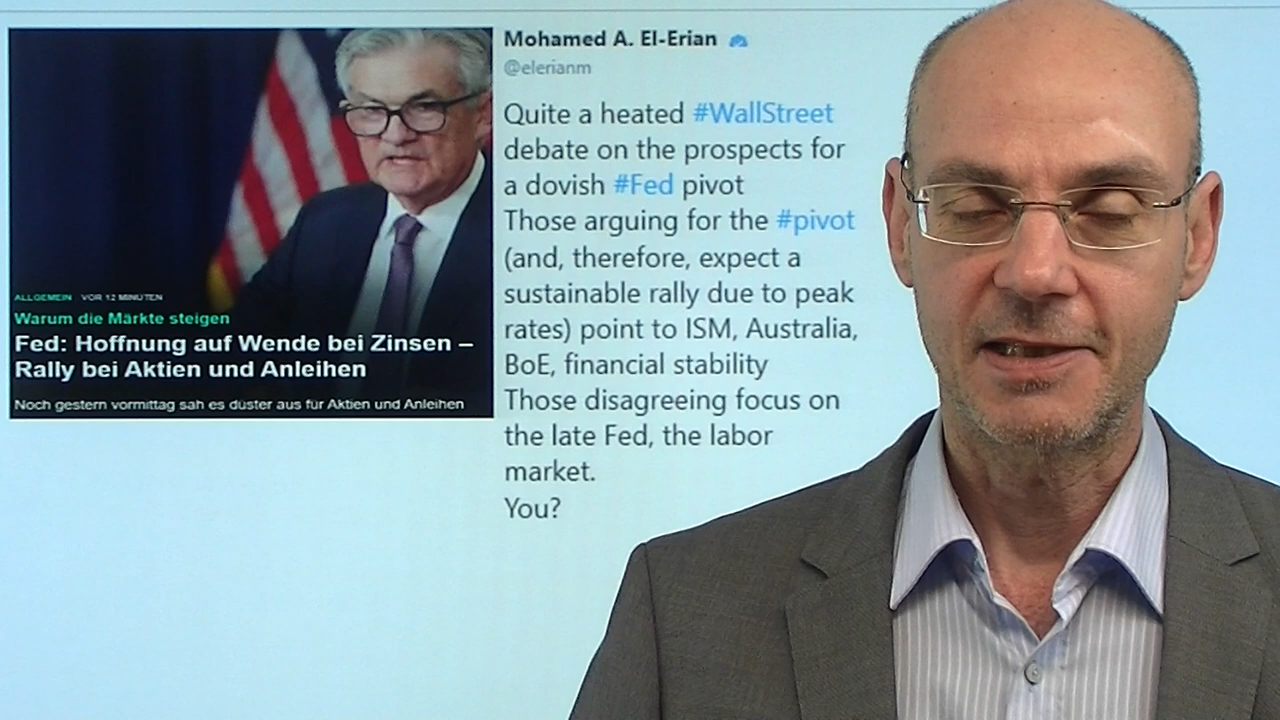 ALLGEMEIN VOR 12 MINUTEN
Warum die Märkte steigen
Fed: Hoffnung auf Wende bei Zinsen –
Rally bei Aktien und Anleihen
Noch gestern vormittag sah es düster aus für Aktien und Anleihen
Mohamed A. El-Erian
@elerianm
Quite a heated #WallStreet
debate on the prospects for
a dovish #Fed pivot
Those arguing for the #pivot
(and, therefore, expect a
sustainable rally due to peak
rates) point to ISM, Australia,
BoE, financial stability
Those disagreeing focus on
the late Fed, the labor
market.
You?